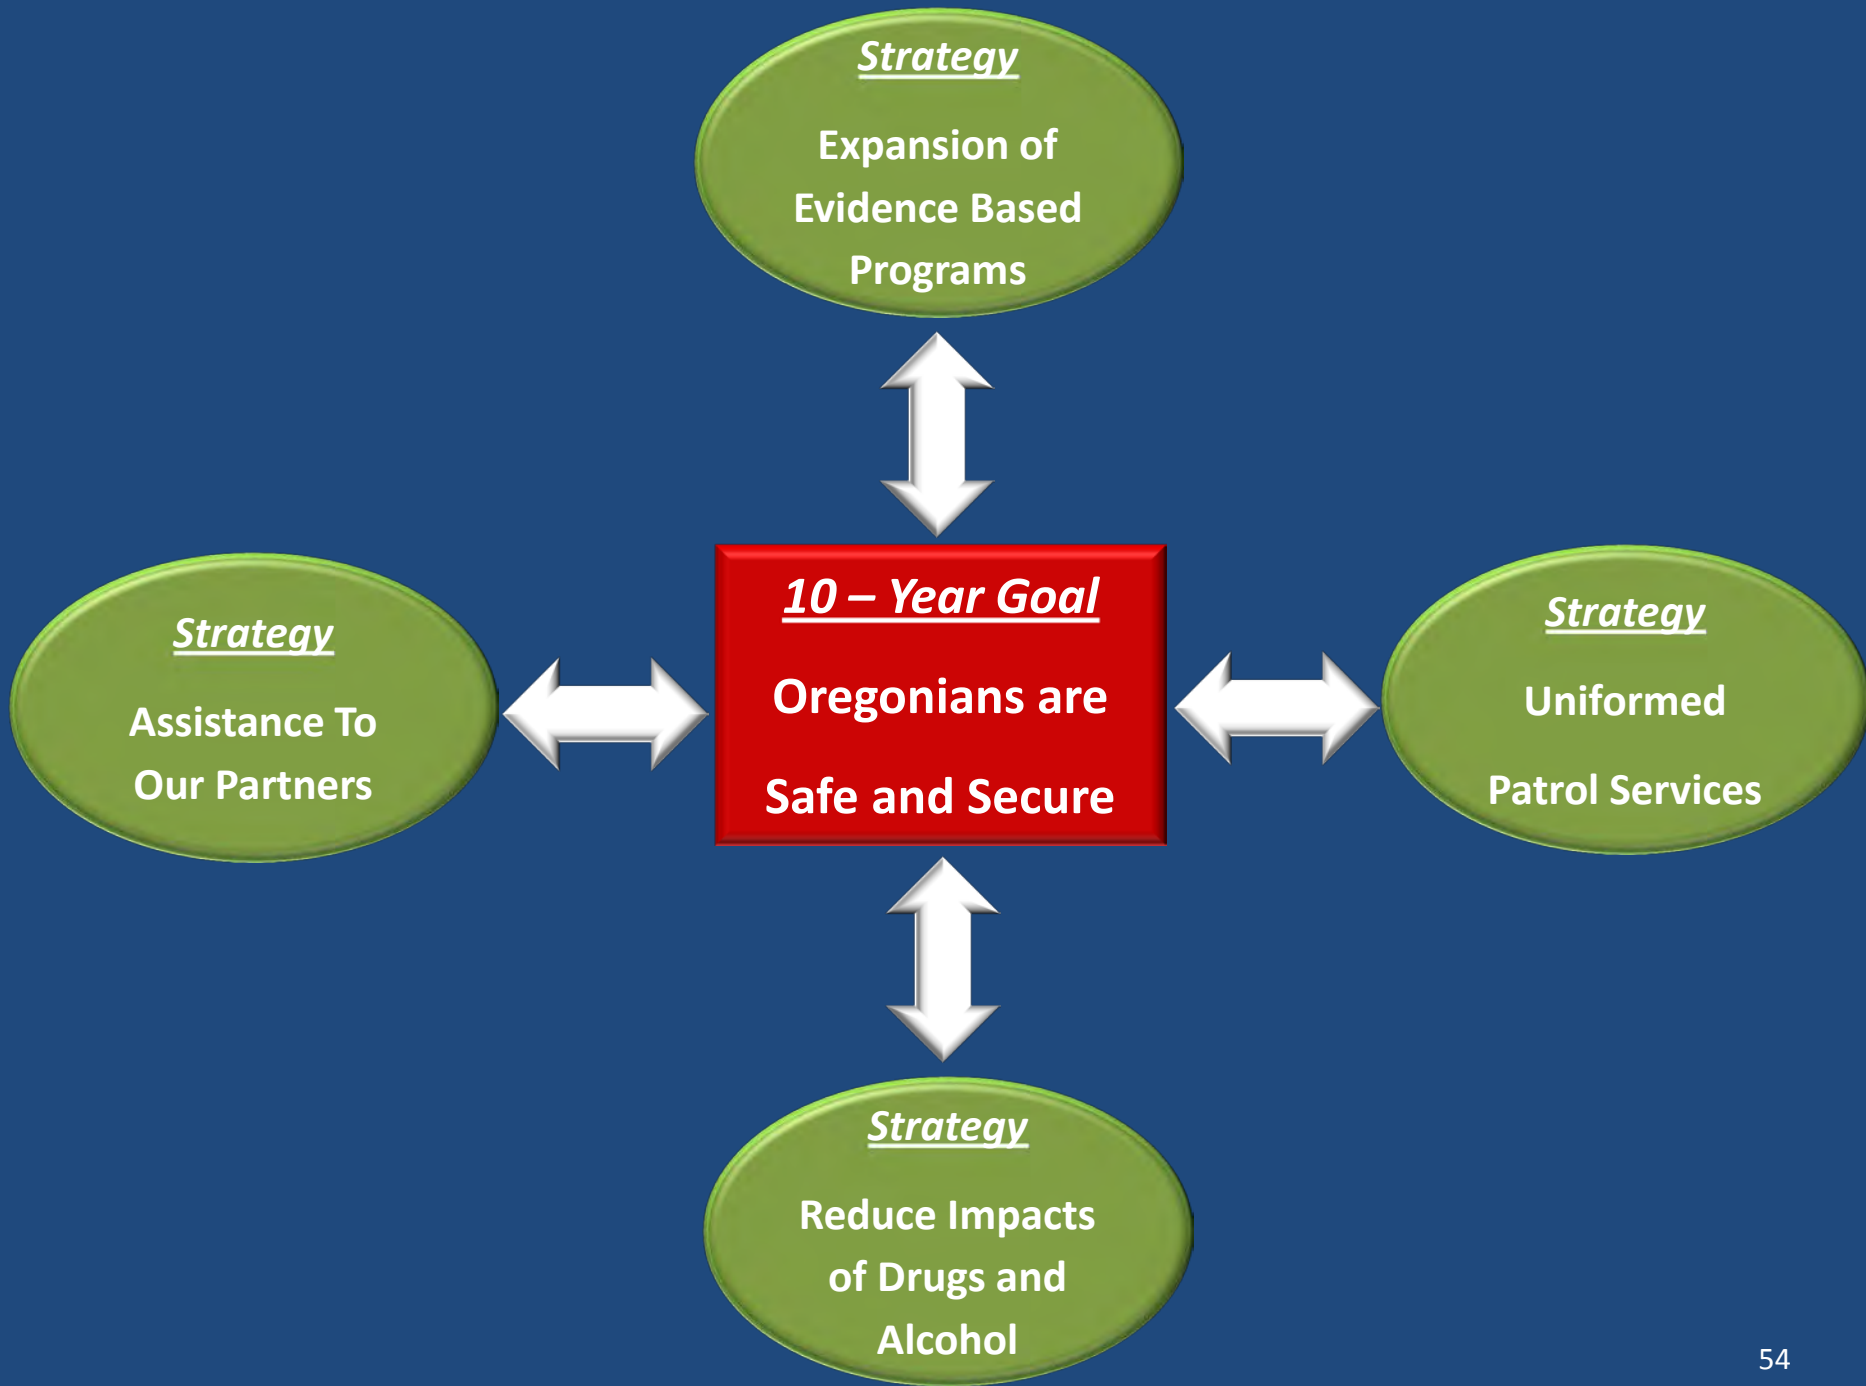 Strategy
Expansion of
Evidence Based
Programs
Strategy
Assistance To
Our Partners
10 – Year Goal
Oregonians are
Safe and Secure
Strategy
Uniformed
Patrol Services
Strategy
Reduce Impacts
of Drugs and
Alcohol
54